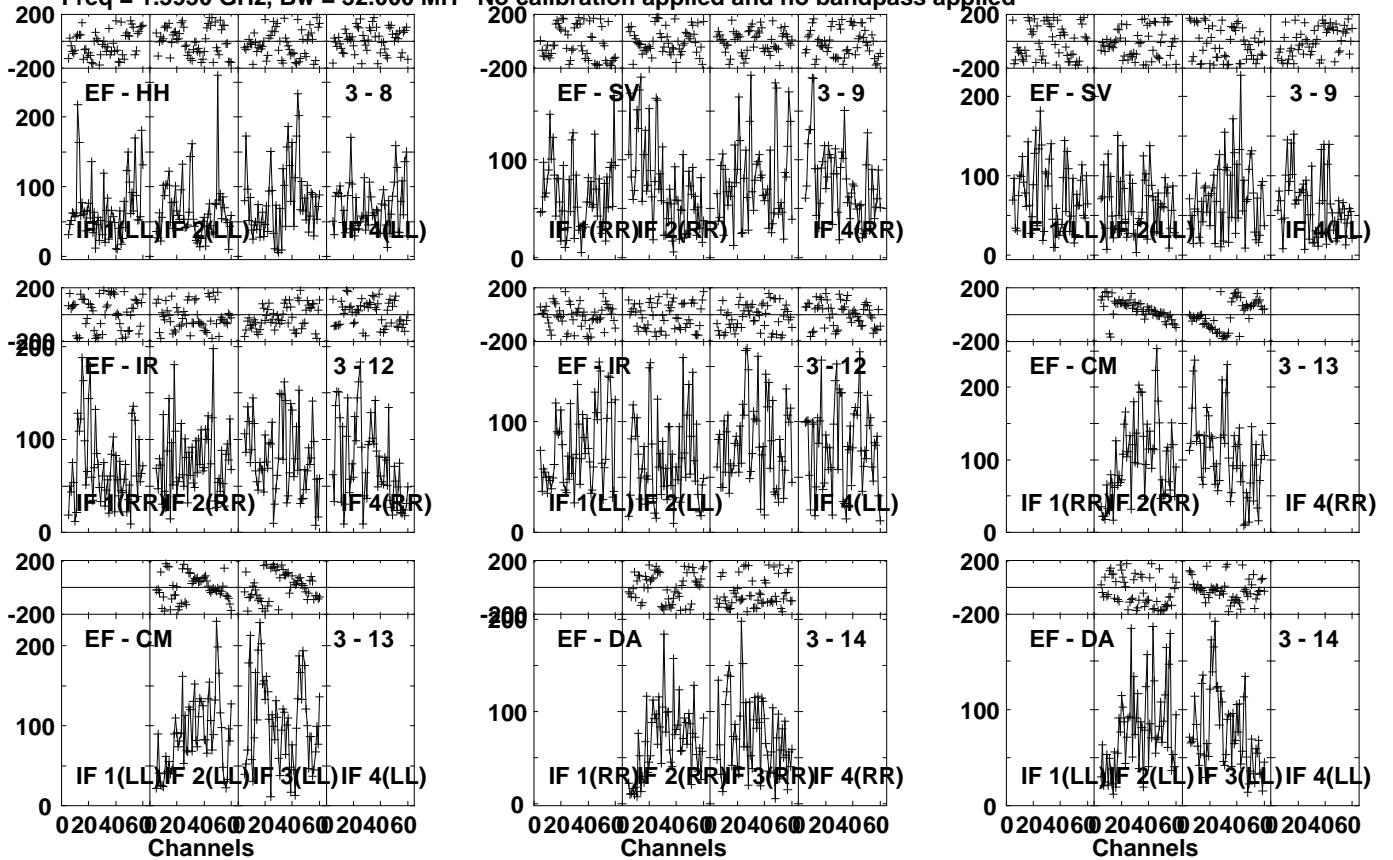 Freq = 1.5950 GHz, Bw = 32.000 MH No calibration applied and no bandpass applied
200 200 200
-200 -200 -200
EF - HH 3 - 8 EF - SV 3 - 9 EF - SV 3 - 9
200 200
100 100 100
IF 1(LL) IF 2(LL) IF 4(LL) IF 1(RR) IF 2(RR) IF 4(RR) IF 1(LL) IF 2(LL) IF 4(LL)
0 0 0
200 200 200
-200 -200 -200
200
EF - IR 3 - 12 EF - IR 3 - 12 EF - CM 3 - 13
200
100 100 100
IF 1(RR) IF 2(RR) IF 4(RR) IF 1(LL) IF 2(LL) IF 4(LL) IF 1(RR) IF 2(RR) IF 4(RR)
0 0 0
200 200 200
-200 -200 -200
200
EF - CM 3 - 13 EF - DA 3 - 14 EF - DA 3 - 14
200
100 100 100
IF 1(LL) IF 2(LL) IF 3(LL) IF 4(LL) IF 1(RR) IF 2(RR) IF 3(RR) IF 4(RR) IF 1(LL) IF 2(LL) IF 3(LL) IF 4(LL)
0 0 0
0 20 40 60 0 20 40 60 0 20 40 60 0 20 40 60 0 20 40 60 0 20 40 60 0 20 40 60 0 20 40 60 0 20 40 60 0 20 40 60 0 20 40 60 0 20 40 60
Channels Channels Channels